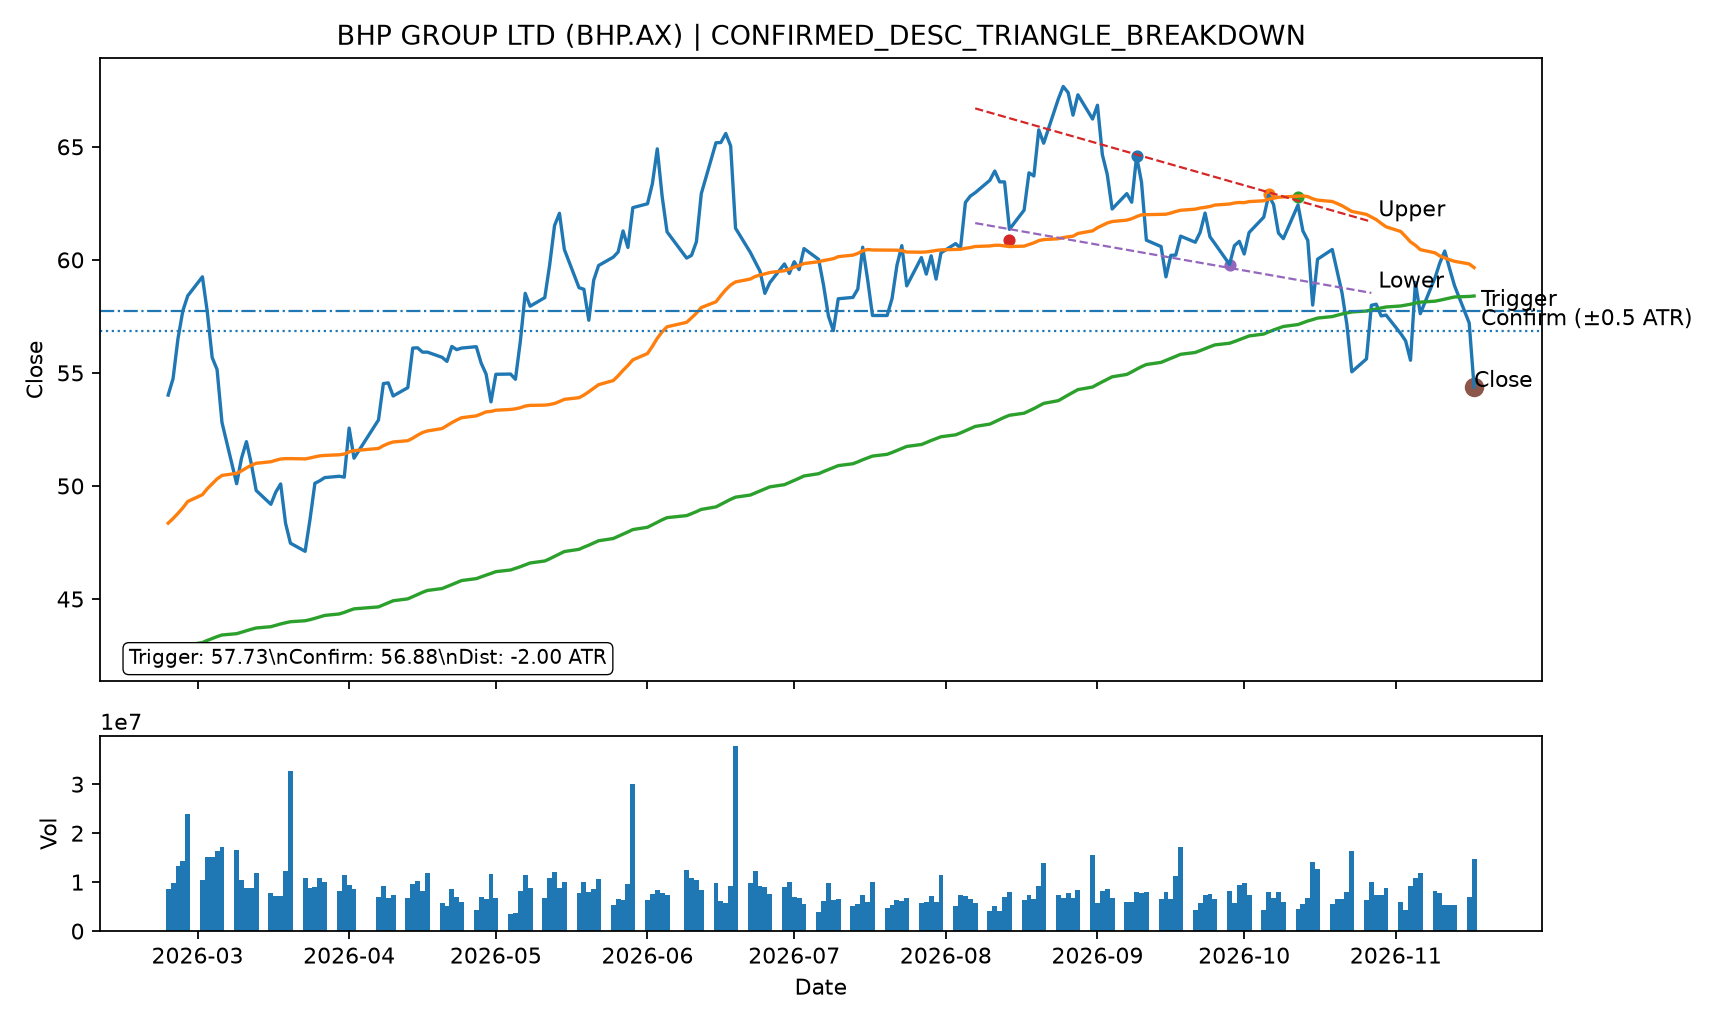 BHP GROUP LTD (BHP.AX) | CONFIRMED_DESC_TRIANGLE_BREAKDOWN
Close
65
60
55
50
45
Upper
Lower
Trigger
Confirm (±0.5 ATR)
Close
Trigger: 57.73\nConfirm: 56.88\nDist: -2.00 ATR
1e7
Vol
3
2
1
0
2026-03 2026-04 2026-05 2026-06 2026-07 2026-08 2026-09 2026-10 2026-11
Date